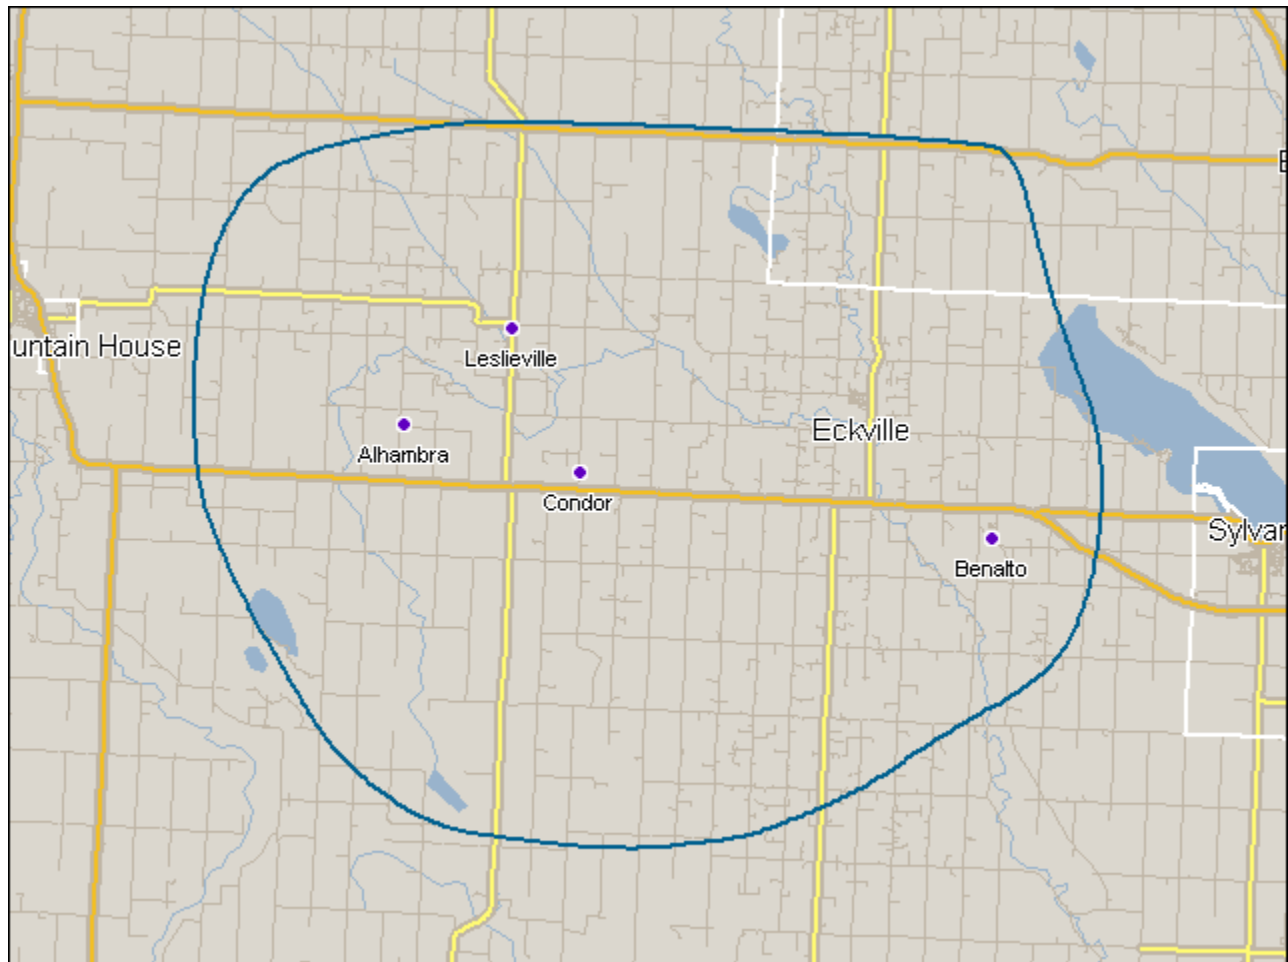 untain House
Leslieville
Eckville
Alhambra
Condor
Sylvar
Benalto